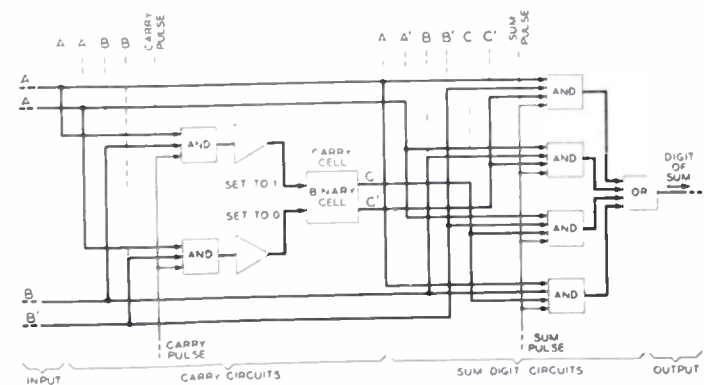 A A B B CARRY PULSE A A' B B' C C' SUM PULSE
A
A
AND
AND
AND
CARRY CELL
BINARY CELL
SET TO 1
SET TO 0
C
C'
AND
AND
AND
OR
DIGIT OF SUM
B
B'
CARRY PULSE
SUM PULSE
INPUT
CARRY CIRCUITS
SUM DIGIT CIRCUITS
OUTPUT